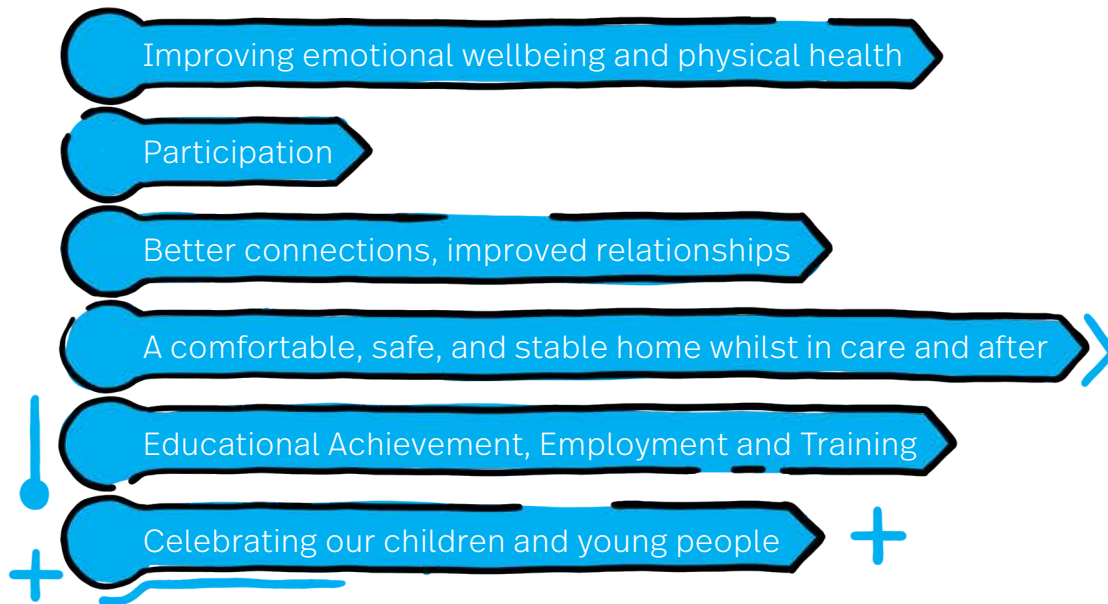 Improving emotional wellbeing and physical health
Participation
Better connections, improved relationships
A comfortable, safe, and stable home whilst in care and after
Educational Achievement, Employment and Training
Celebrating our children and young people